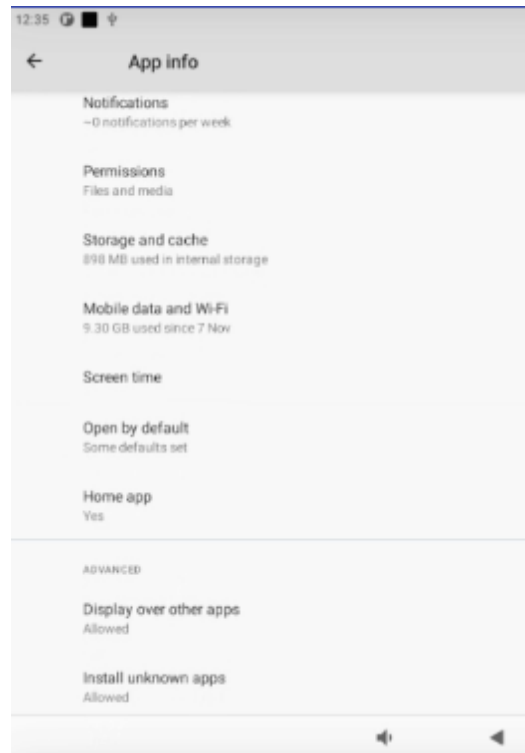 12:35
App info
Notifications
~0 notifications per week
Permissions
Files and media
Storage and cache
898 MB used in internal storage
Mobile data and Wi-Fi
9.30 GB used since 7 Nov
Screen time
Open by default
Some defaults set
Home app
Yes
ADVANCED
Display over other apps
Allowed
Install unknown apps
Allowed